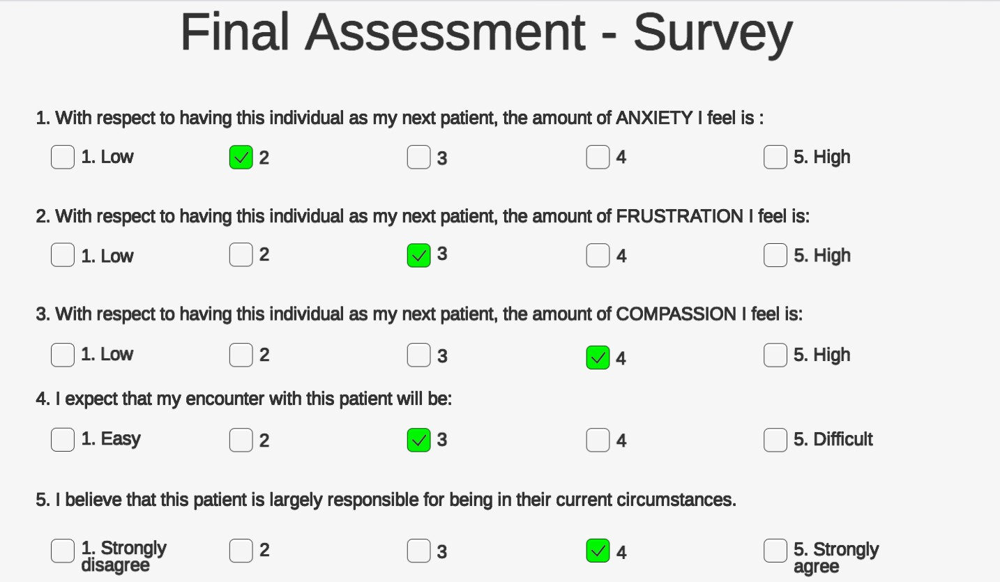 Final Assessment - Survey
1. With respect to having this individual as my next patient, the amount of ANXIETY I feel is :
1. Low 2 3 4 5. High
2. With respect to having this individual as my next patient, the amount of FRUSTRATION I feel is:
1. Low 2 3 4 5. High
3. With respect to having this individual as my next patient, the amount of COMPASSION I feel is:
1. Low 2 3 4 5. High
4. I expect that my encounter with this patient will be:
1. Easy 2 3 4 5. Difficult
5. I believe that this patient is largely responsible for being in their current circumstances.
1. Strongly disagree 2 3 4 5. Strongly agree